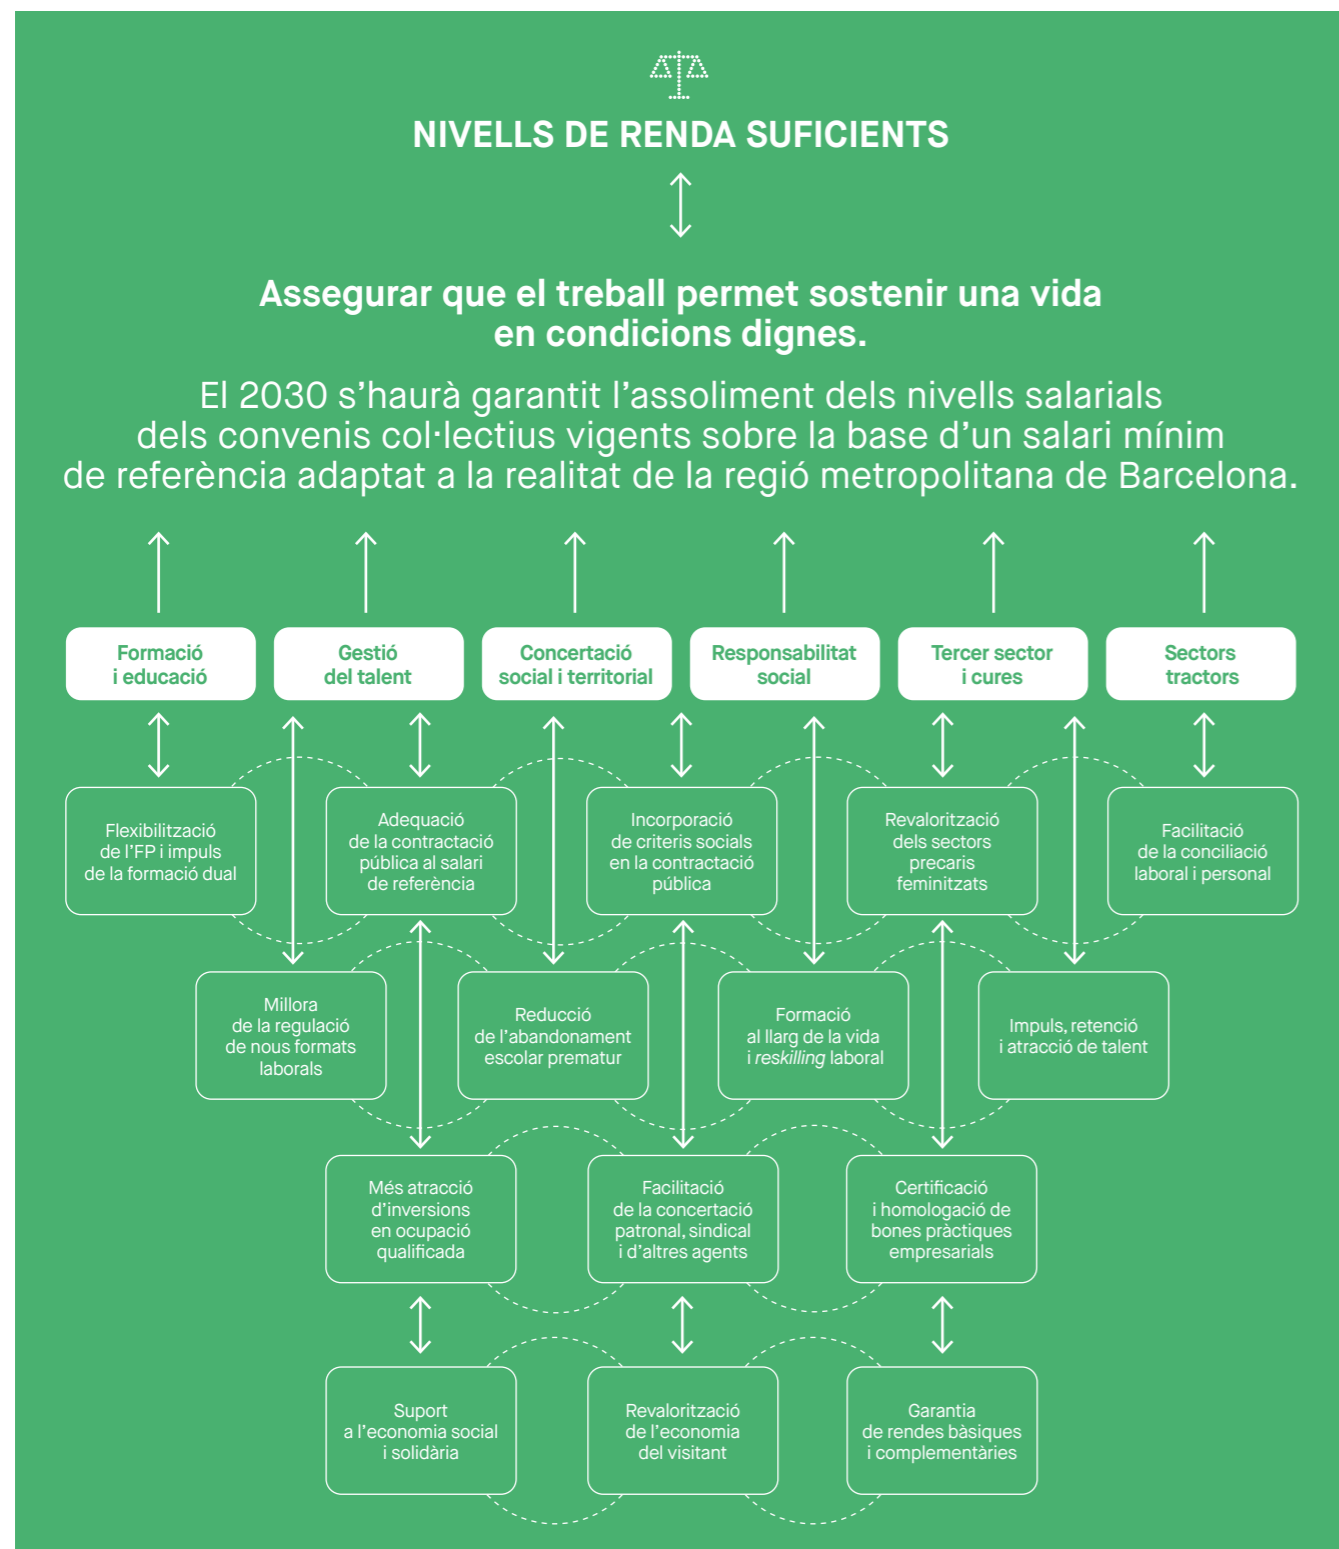 NIVELLS DE RENDA SUFICIENTS
Assegurar que el treball permet sostenir una vida
en condicions dignes.
El 2030 s’haurà garantit l’assoliment dels nivells salarials
dels convenis col·lectius vigents sobre la base d’un salari mínim
de referència adaptat a la realitat de la regió metropolitana de Barcelona.
Formació
i educació
Gestió
del talent
Concertació
social i territorial
Responsabilitat
social
Tercer sector
i cures
Sectors
tractors
Flexibilització
de l’FP i impuls
de la formació dual
Adequació
de la contractació
pública al salari
de referència
Incorporació
de criteris socials
en la contractació
pública
Revalorització
dels sectors
precaris
feminitzats
Facilitació
de la conciliació
laboral i personal
Millora
de la regulació
de nous formats
laborals
Reducció
de l’abandonament
escolar prematur
Formació
al llarg de la vida
i reskilling laboral
Impuls, retenció
i atracció de talent
Més atracció
d’inversions
en ocupació
qualificada
Facilitació
de la concertació
patronal, sindical
i d’altres agents
Certificació
i homologació de
bones pràctiques
empresarials
Suport
a l’economia social
i solidària
Revalorització
de l’economia
del visitant
Garantia
de rendes bàsiques
i complementàries